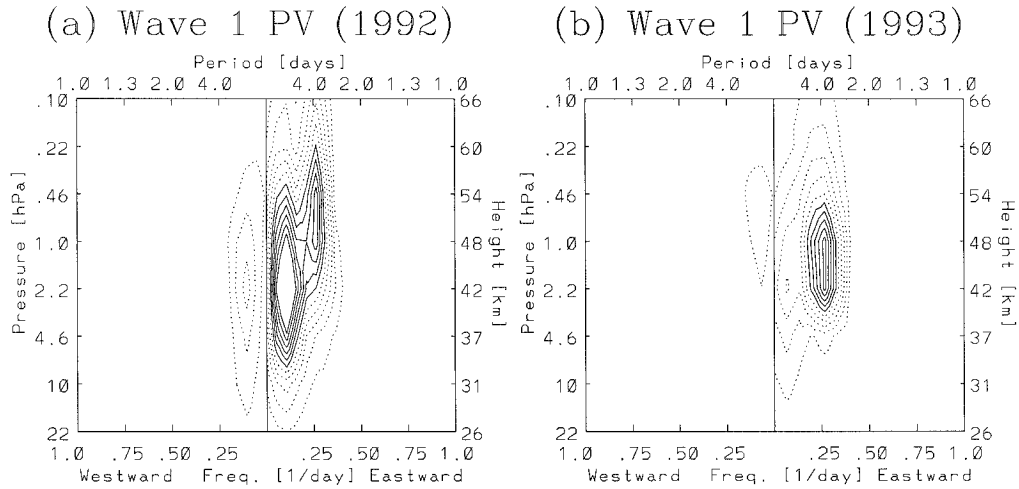 (a) Wave 1 PV (1992)
Period [days]
1.0 1.3 2.0 4.0 4.0 2.0 1.3 1.0
Pressure [hPa]
.10
.22
.46
1.0
2.2
4.6
10
22
66
60
54
48
42
37
31
26
Height [km]
1.0 .75 .50 .25 .25 .50 .75 1.0
Westward Freq. [1/day] Eastward
(b) Wave 1 PV (1993)
Period [days]
1.0 1.3 2.0 4.0 4.0 2.0 1.3 1.0
Pressure [hPa]
.10
.22
.46
1.0
2.2
4.6
10
22
66
60
54
48
42
37
31
26
Height [km]
1.0 .75 .50 .25 .25 .50 .75 1.0
Westward Freq. [1/day] Eastward